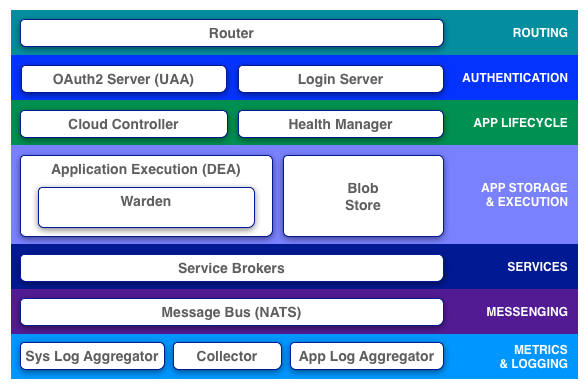 Router
ROUTING
OAuth2 Server (UAA)
Login Server
AUTHENTICATION
Cloud Controller
Health Manager
APP LIFECYCLE
Application Execution (DEA)
Warden
Blob
Store
APP STORAGE
& EXECUTION
Service Brokers
SERVICES
Message Bus (NATS)
MESSENGING
Sys Log Aggregator
Collector
App Log Aggregator
METRICS
& LOGGING